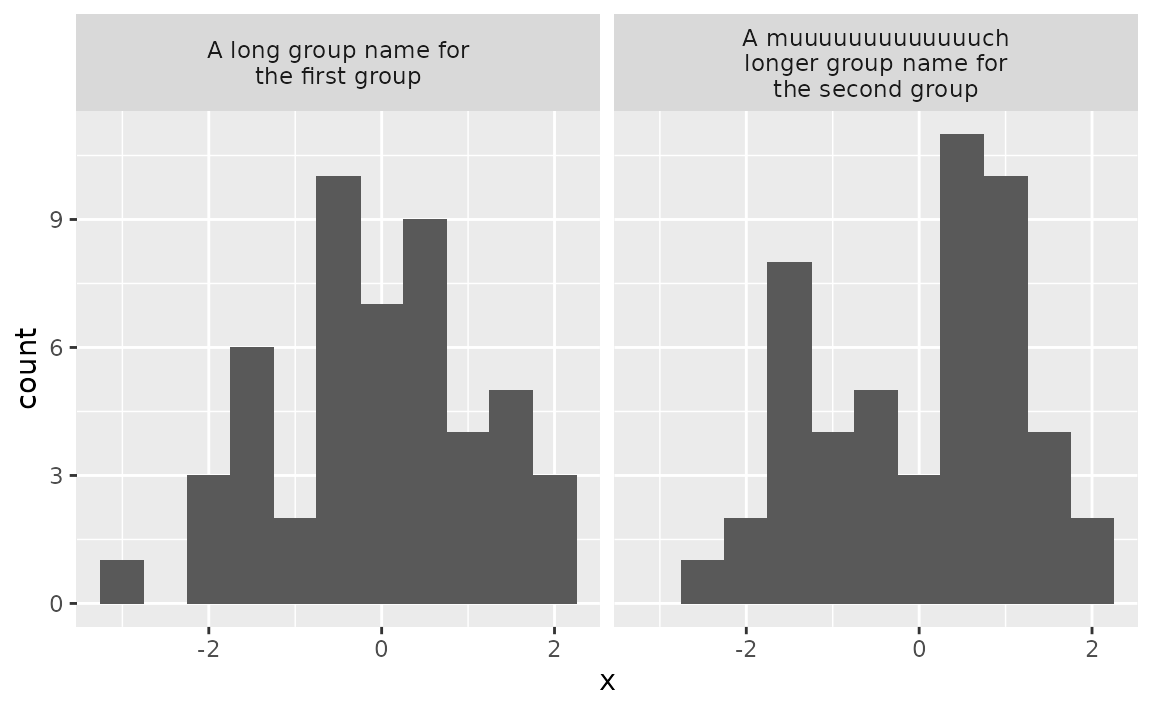 A long group name for
the first group
A muuuuuuuuuuuuuch
longer group name for
the second group
count
9
6
3
0
-2 0 2
-2 0 2
x